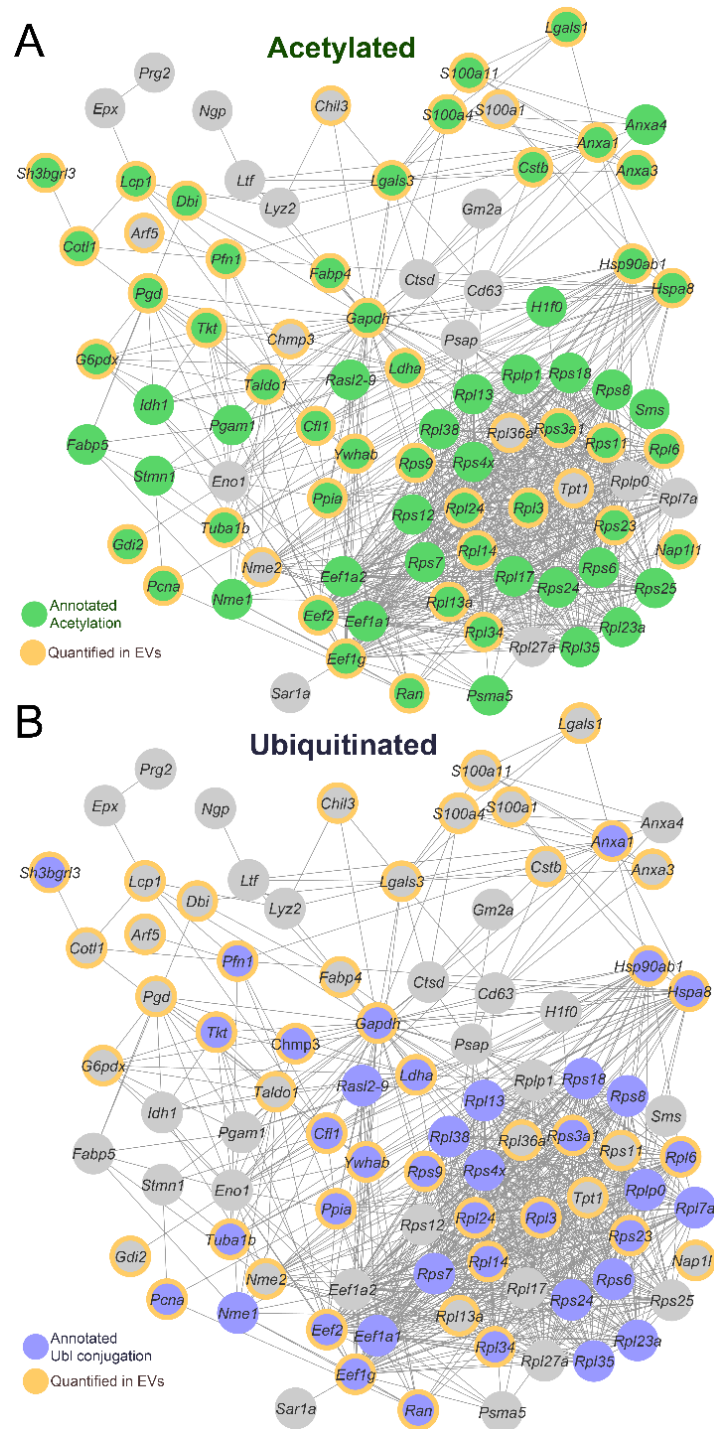 A
Acetylated
Lgals1
Prg2
S100a11
Epx
Ngp
Chil3
S100a4
S100a1
Anxa4
Anxa1
Sh3bgrl3
Lcp1
Dbi
Ltf
Lgals3
Cstb
Anxa3
Lyz2
Gm2a
Cotl1
Arf5
Pfn1
Fabp4
Ctsd
Hsp90ab1
Pgd
Cd63
Hspa8
H1f0
Gapdh
Tkt
Chmp3
Psap
G6pdx
Taldo1
Rasl2-9
Ldha
Rplp1
Rps18
Rpl13
Rps8
Idh1
Sms
Pgam1
Cfl1
Rpl38
Rpl36a
Rps3a1
Rps11
Fabp5
Ywhab
Rps9
Rps4x
Rpl6
Stmn1
Eno1
Tpt1
Rplp0
Ppia
Rpl7a
Rps12
Rpl24
Rpl3
Tuba1b
Rps23
Gdi2
Nap1l1
Nme2
Rps7
Rpl14
Pcna
Eef1a2
Rpl17
Rps24
Rps6
Rps25
Nme1
Eef2
Eef1a1
Rpl13a
Annotated
Acetylation
Rpl34
Rpl23a
Rpl27a
Rpl35
Quantified in EVs
Eef1g
Sar1a
Ran
Psma5
B
Ubiquitinated
Lgals1
Prg2
S100a11
Epx
Ngp
Chil3
S100a4
S100a1
Anxa4
Anxa1
Sh3bgrl3
Lcp1
Dbi
Ltf
Lgals3
Cstb
Anxa3
Lyz2
Gm2a
Cotl1
Arf5
Pfn1
Fabp4
Ctsd
Hsp90ab1
Pgd
Cd63
Hspa8
H1f0
Gapdh
Tkt
Chmp3
Psap
G6pdx
Taldo1
Rasl2-9
Ldha
Rplp1
Rps18
Rpl13
Rps8
Idh1
Sms
Pgam1
Cfl1
Rpl38
Rpl36a
Rps3a1
Rps11
Fabp5
Ywhab
Rps9
Rps4x
Rpl6
Stmn1
Eno1
Tpt1
Rplp0
Ppia
Rpl7a
Rps12
Rpl24
Rpl3
Tuba1b
Rps23
Gdi2
Nap1l
Nme2
Rps7
Rpl14
Pcna
Eef1a2
Rpl17
Rps24
Rps6
Rps25
Nme1
Eef2
Eef1a1
Rpl13a
Annotated
Ubl conjugation
Rpl34
Rpl23a
Rpl27a
Rpl35
Quantified in EVs
Eef1g
Sar1a
Ran
Psma5